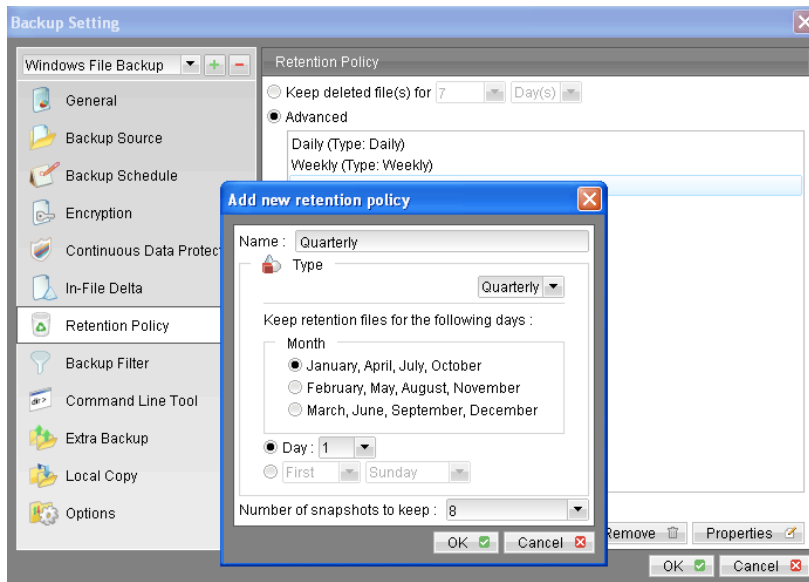 Backup Setting
Windows File Backup
General
Backup Source
Backup Schedule
Encryption
Continuous Data Protec
In-File Delta
Retention Policy
Backup Filter
Command Line Tool
Extra Backup
Local Copy
Options
Retention Policy
Keep deleted file(s) for 7 Day(s)
Advanced
Daily (Type: Daily)
Weekly (Type: Weekly)
Add new retention policy
Name : Quarterly
Type
Quarterly
Keep retention files for the following days :
Month
January, April, July, October
February, May, August, November
March, June, September, December
Day : 1
First Sunday
Number of snapshots to keep : 8
OK Cancel
Remove Properties
OK Cancel